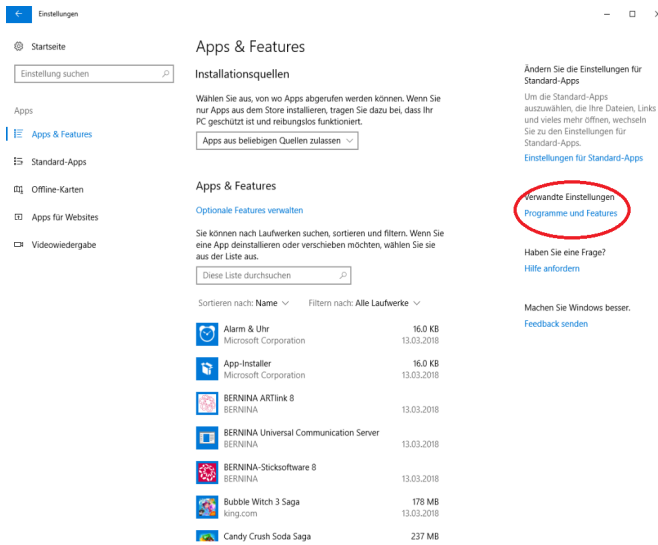 Einstellungen
Startseite
Einstellung suchen
Apps
Apps & Features
Standard-Apps
Offline-Karten
Apps für Websites
Videowiedergabe
Apps & Features
Installationsquellen
Wählen Sie aus, von wo Apps abgerufen werden können. Wenn Sie
nur Apps aus dem Store installieren, tragen Sie dazu bei, dass Ihr
PC geschützt ist und reibungslos funktioniert.
Apps aus beliebigen Quellen zulassen
Apps & Features
Optionale Features verwalten
Sie können nach Laufwerken suchen, sortieren und filtern. Wenn Sie
eine App deinstallieren oder verschieben möchten, wählen Sie sie
aus der Liste aus.
Diese Liste durchsuchen
Sortieren nach: Name Filtern nach: Alle Laufwerke
Alarm & Uhr 16.0 KB
Microsoft Corporation 13.03.2018
App-Installer 16.0 KB
Microsoft Corporation 13.03.2018
BERNINA ARTlink 8
BERNINA 13.03.2018
BERNINA Universal Communication Server
BERNINA 13.03.2018
BERNINA-Sticksoftware 8
BERNINA 13.03.2018
Bubble Witch 3 Saga 178 MB
king.com 13.03.2018
Candy Crush Soda Saga 237 MB
Ändern Sie die Einstellungen für
Standard-Apps
Um die Standard-Apps
auszuwählen, die Ihre Dateien, Links
und vieles mehr öffnen, wechseln
Sie zu den Einstellungen für
Standard-Apps.
Einstellungen für Standard-Apps
Verwandte Einstellungen
Programme und Features
Haben Sie eine Frage?
Hilfe anfordern
Machen Sie Windows besser.
Feedback senden